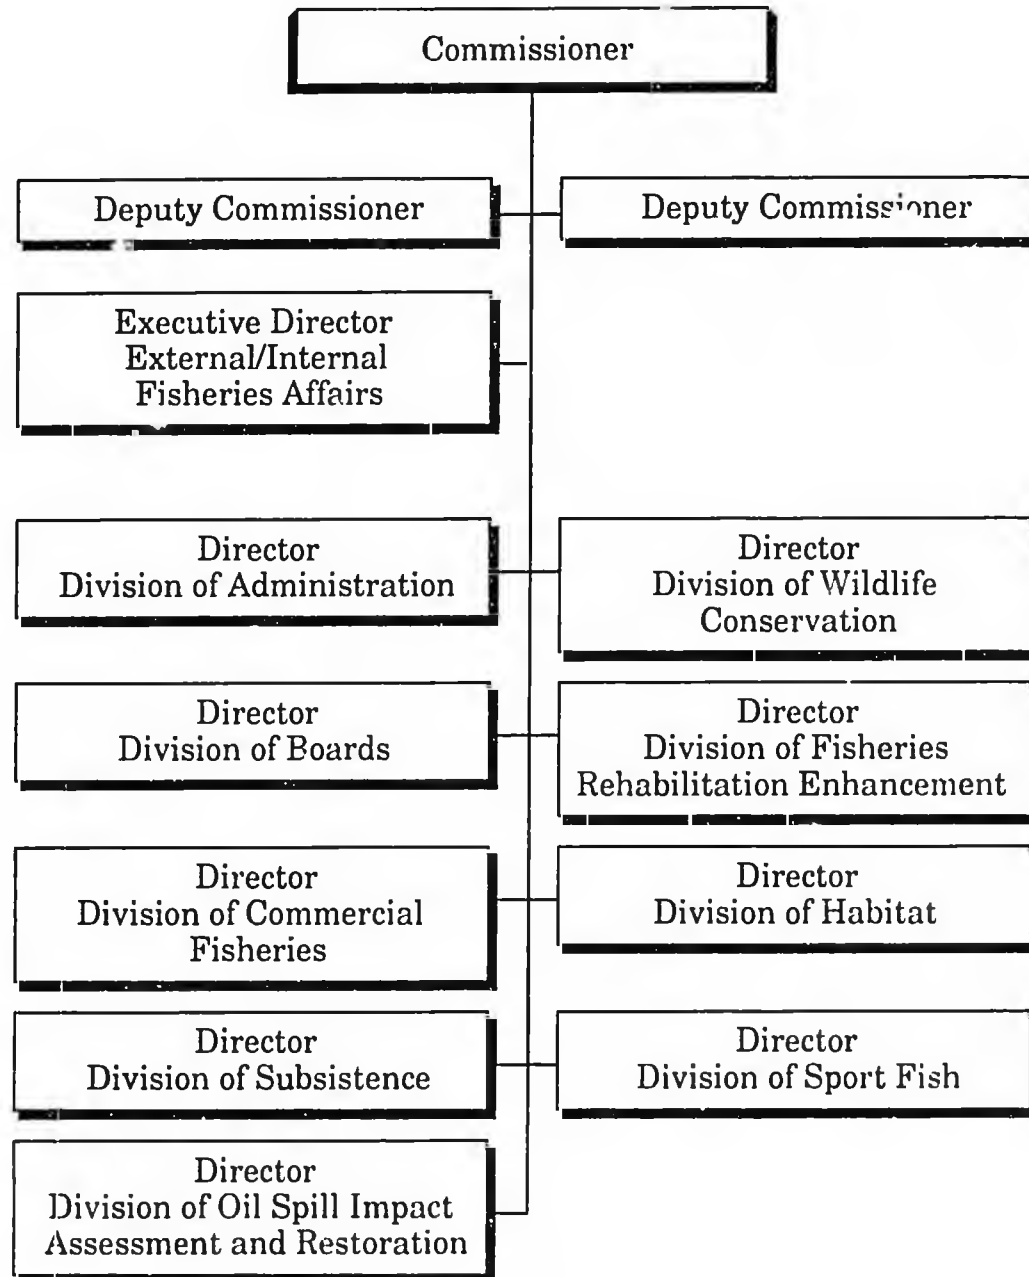 Commissioner
Deputy Commissioner
Deputy Commissioner
Executive Director
External/Internal
Fisheries Affairs
Director
Division of Administration
Director
Division of Wildlife
Conservation
Director
Division of Boards
Director
Division of Fisheries
Rehabilitation Enhancement
Director
Division of Commercial
Fisheries
Director
Division of Habitat
Director
Division of Subsistence
Director
Division of Sport Fish
Director
Division of Oil Spill Impact
Assessment and Restoration